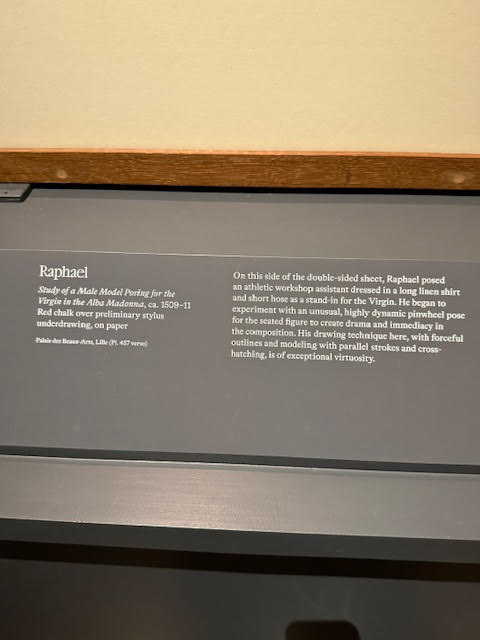 Raphael
Study of a Male Model Posing for the
Virgin in the Alba Madonna, ca. 1509–11
Red chalk over preliminary stylus
underdrawing, on paper
Palais des Beaux-Arts, Lille (Pl. 457 verso)
On this side of the double-sided sheet, Raphael posed
an athletic workshop assistant dressed in a long linen shirt
and short hose as a stand-in for the Virgin. He began to
experiment with an unusual, highly dynamic pinwheel pose
for the seated figure to create drama and immediacy in
the composition. His drawing technique here, with forceful
outlines and modeling with parallel strokes and cross-
hatching, is of exceptional virtuosity.